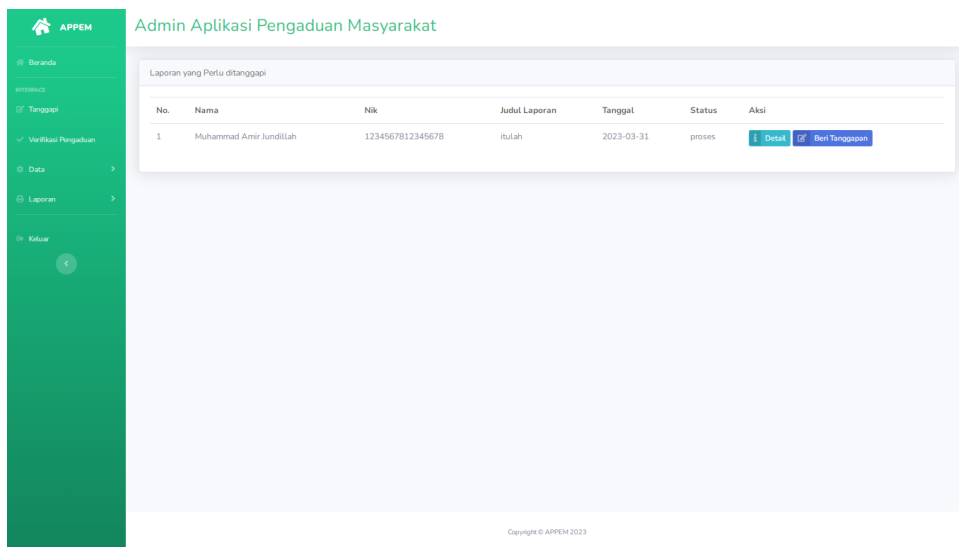 APPEM
Admin Aplikasi Pengaduan Masyarakat
Beranda
INTERFACE
Tanggapi
Verifikasi Pengaduan
Data
Laporan
Keluar
Laporan yang Perlu ditanggapi
No. Nama Nik Judul Laporan Tanggal Status Aksi
1 Muhammad Amir Jundillah 1234567812345678 itulah 2023-03-31 proses Detail Beri Tanggapan
Copyright © APPEM 2023